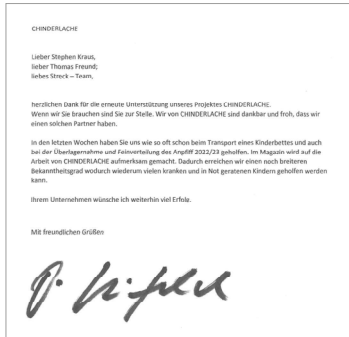 CHINDERLACHE
Lieber Stephen Kraus,
lieber Thomas Freund;
liebes Streck – Team,
herzlichen Dank für die erneute Unterstützung unseres Projektes CHINDERLACHE.
Wenn wir Sie brauchen sind Sie zur Stelle. Wir von CHINDERLACHE sind dankbar und froh, dass wir
einen solchen Partner haben.
In den letzten Wochen haben Sie uns wie so oft schon beim Transport eines Kinderbettes und auch
bei der Überlagernahme und Feinverteilung des Anpfiff 2022/23 geholfen. Im Magazin wird auf die
Arbeit von CHINDERLACHE aufmerksam gemacht. Dadurch erreichen wir einen noch breiteren
Bekanntheitsgrad wodurch wiederum vielen kranken und in Not geratenen Kindern geholfen werden
kann.
Ihrem Unternehmen wünsche ich weiterhin viel Erfolg.
Mit freundlichen Grüßen